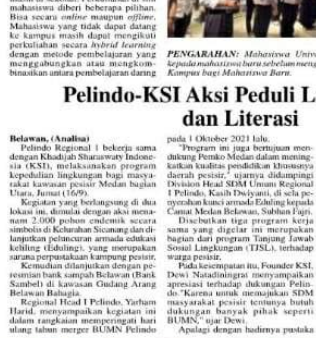 mahasiswa diberi beberapa pilihan.
Bisa secara online maupun offline.
Mahasiswa yang tidak dapat datang
ke kampus masih dapat mengikuti
perkuliahan secara hybrid learning
dengan metode pembelajaran yang
menggabungkan atau mengkom-
binasikan antara pembelajaran daring
PENGARAHAN: Mahasiswa Univ
kepada mahasiswa baru sebelum meng
Kampus bagi Mahasiswa Baru.
Pelindo-KSI Aksi Peduli L
dan Literasi
Belawan, (Analisa)
Pelindo Regional 1 bekerja sama
dengan Khadijah Sharaswaty Indone-
sia (KSI), melaksanakan program
kepedulian lingkungan bagi masya-
rakat kawasan pesisir Medan bagian
Utara, Jumat (16/9).
Kegiatan yang berlangsung di dua
lokasi ini, dimulai dengan aksi mena-
nam 2.000 pohon endemik secara
simbolis di Kelurahan Sicanang dan di-
lanjutkan peluncuran armada edukasi
keliling (Eduling), yang merupakan
sarana perpustakaan kampung pesisir.
Kemudian dilanjutkan dengan pe-
resmian bank sampah Belawan (Bank
Sambel) di kawasan Gudang Arang
Belawan Bahagia.
Regional Head 1 Pelindo, Yarham
Harid, menyampaikan kegiatan ini
dalam rangkaian memperingati hari
ulang tahun merger BUMN Pelindo
pada 1 Oktober 2021 lalu.
"Program ini juga bertujuan men-
dukung Pemko Medan dalam mening-
katkan kualitas pendidikan khususnya
daerah pesisir," ujarnya didampingi
Division Head SDM Umum Regional
1 Pelindo, Kasih Dwiyanti, di sela pe-
nyerahan kunci armada Eduling kepada
Camat Medan Belawan, Subhan Fajri.
Disebutkan tiga program kerja
sama yang digelar ini merupakan
bagian dari program Tanjung Jawab
Sosial Lingkungan (TJSL), terhadap
warga pesisir.
Pada kesempatan itu, Founder KSI,
Dewi Natadiningrat menyampaikan
apresiasi terhadap dukungan Pelin-
do. "Karena untuk memajukan SDM
masyarakat pesisir tentunya butuh
dukungan banyak pihak seperti
BUMN," ujar Dewi.
Apalagi dengan hadirnya pustaka